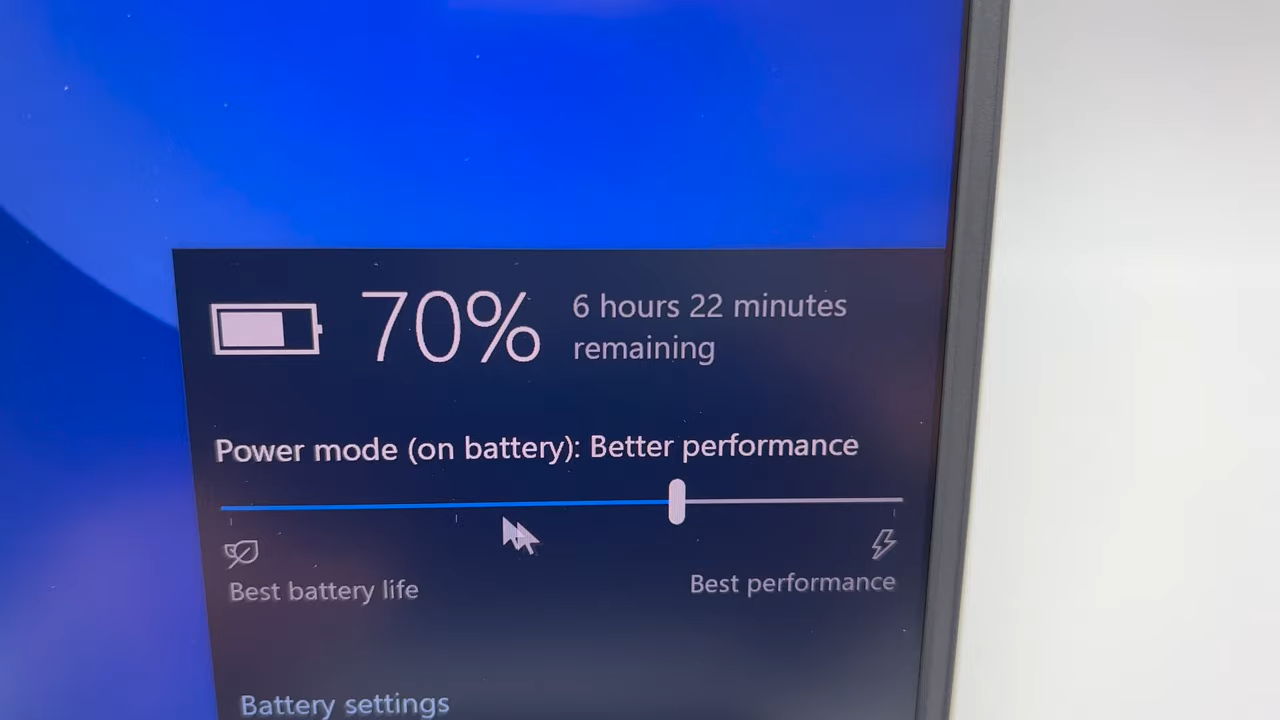 70%
6 hours 22 minutes
remaining
Power mode (on battery): Better performance
Best battery life
Best performance
Battery settings